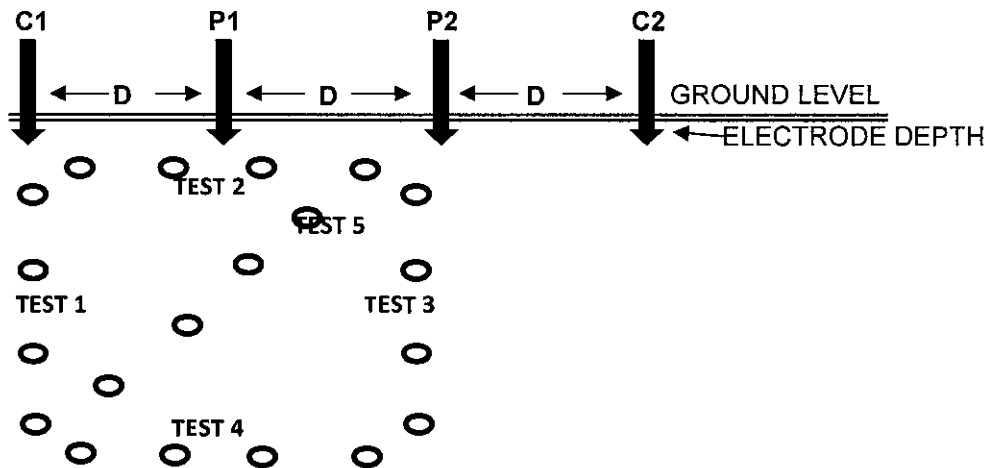 C1 P1 P2 C2
D D D GROUND LEVEL
ELECTRODE DEPTH
TEST 2
TEST 5
TEST 1 TEST 3
TEST 4